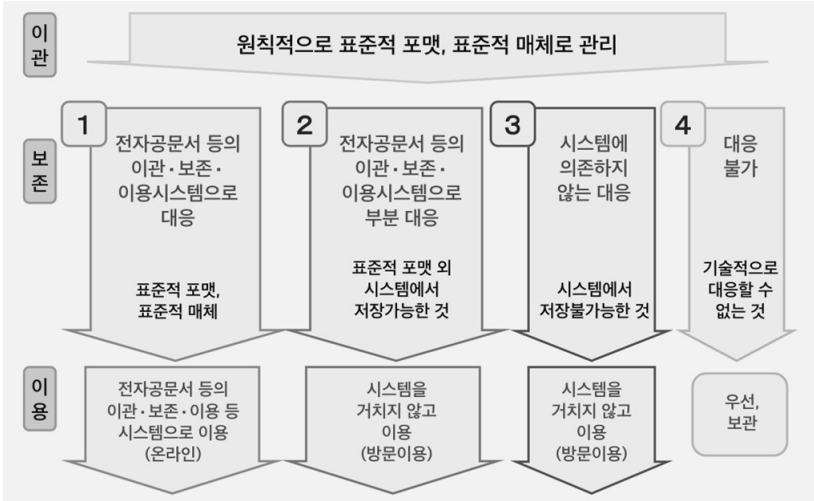 이
관
원칙적으로 표준적 포맷, 표준적 매체로 관리
보
존
1
전자공문서 등의
이관·보존·
이용시스템으로
대응
표준적 포맷,
표준적 매체
2
전자공문서 등의
이관·보존·
이용시스템으로
부분 대응
표준적 포맷 외
시스템에서
저장가능한 것
3
시스템에
의존하지
않는 대응
시스템에서
저장불가능한 것
4
대응
불가
기술적으로
대응할 수
없는 것
이
용
전자공문서 등의
이관·보존·이용 등
시스템으로 이용
(온라인)
시스템을
거치지 않고
이용
(방문이용)
시스템을
거치지 않고
이용
(방문이용)
우선,
보관